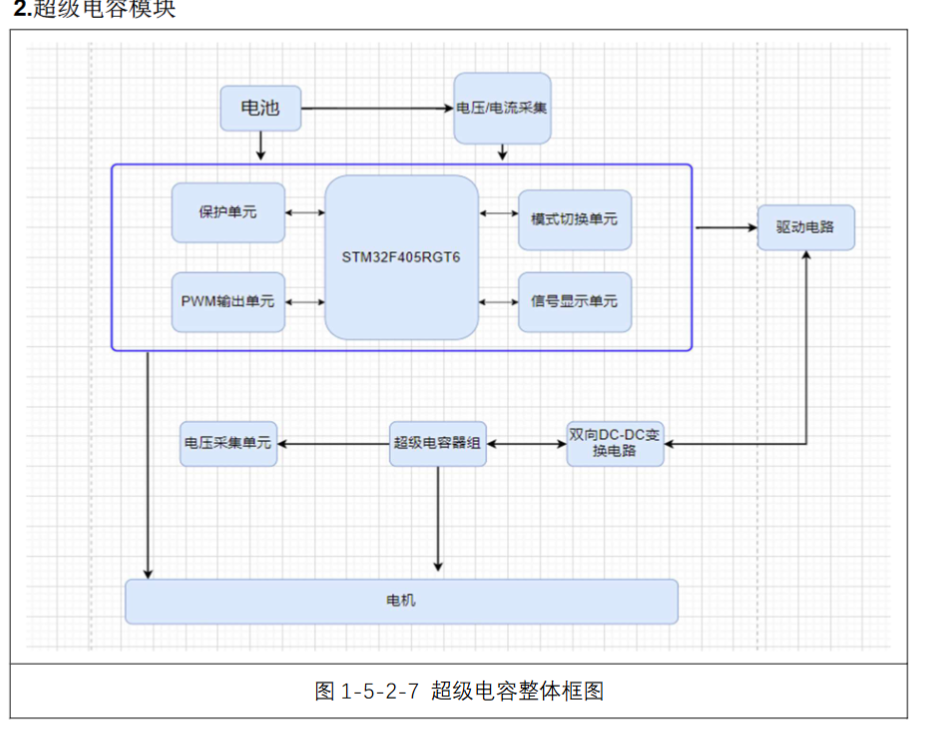 2.超级电容模块
电池
电压/电流采集
保护单元
STM32F405RGT6
模式切换单元
驱动电路
PWM输出单元
信号显示单元
电压采集单元
超级电容器组
双向DC-DC变
换电路
电机
图 1-5-2-7 超级电容整体框图